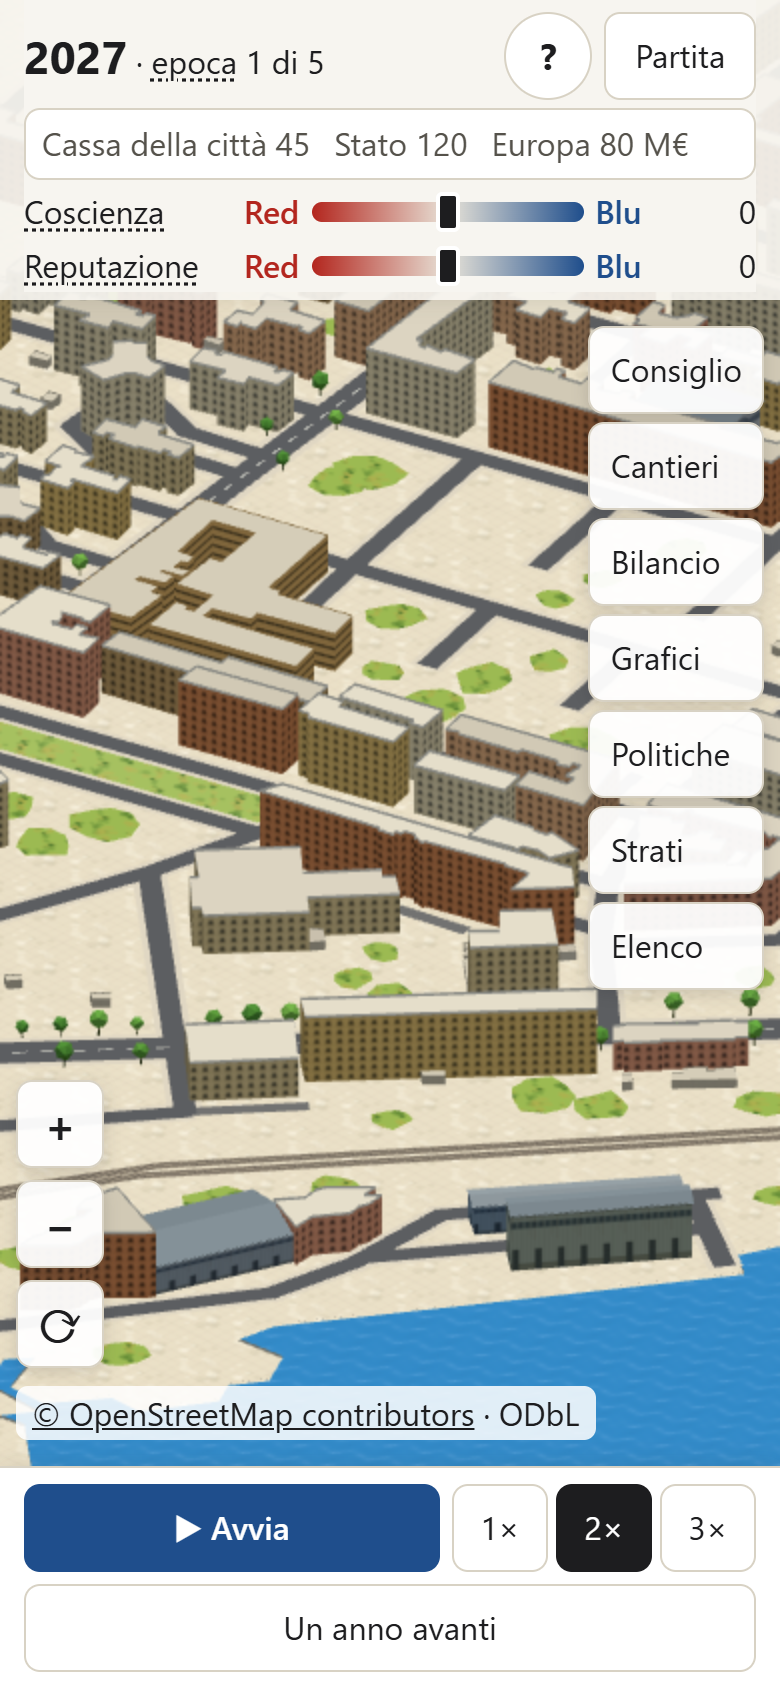 2027 · epoca 1 di 5 ? Partita
Cassa della città 45 Stato 120 Europa 80 M€
Coscienza Red Blu 0
Reputazione Red Blu 0
Consiglio
Cantieri
Bilancio
Grafici
Politiche
Strati
Elenco
+
−
© OpenStreetMap contributors · ODbL
▶ Avvia 1× 2× 3×
Un anno avanti